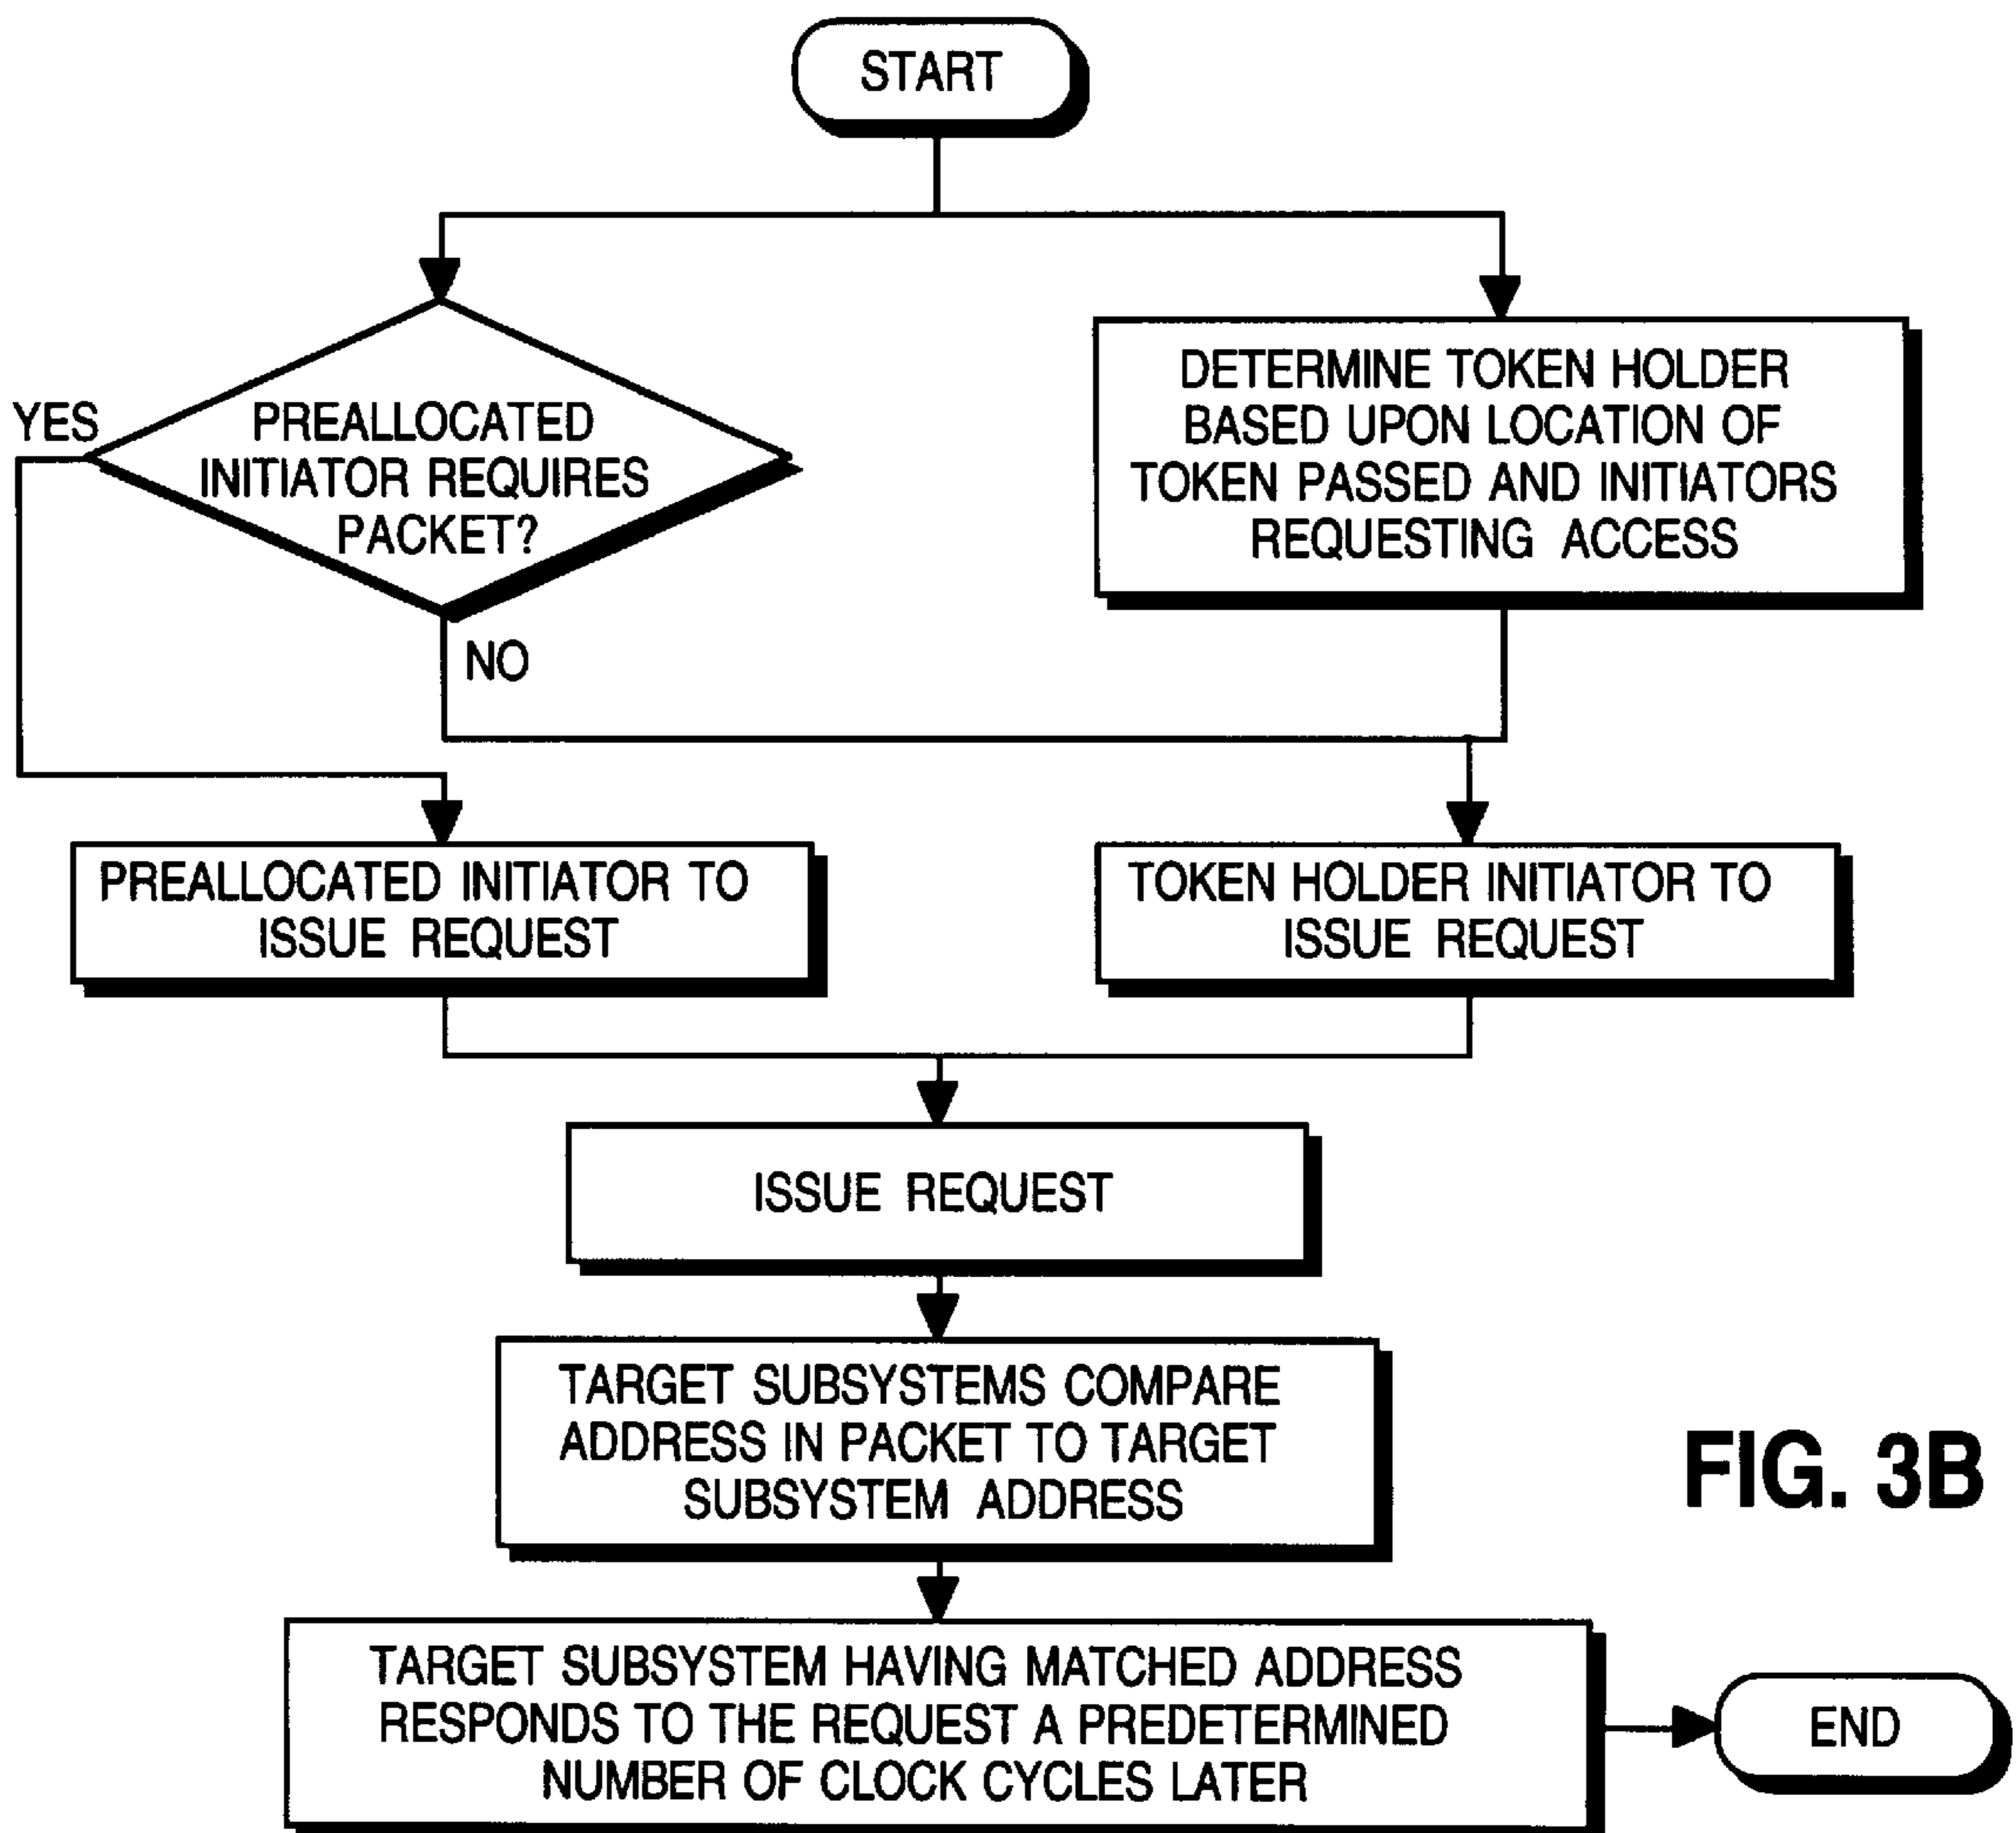 START
YES
PREALLOCATED
INITIATOR REQUIRES
PACKET?
NO
DETERMINE TOKEN HOLDER
BASED UPON LOCATION OF
TOKEN PASSED AND INITIATORS
REQUESTING ACCESS
PREALLOCATED INITIATOR TO
ISSUE REQUEST
TOKEN HOLDER INITIATOR TO
ISSUE REQUEST
ISSUE REQUEST
TARGET SUBSYSTEMS COMPARE
ADDRESS IN PACKET TO TARGET
SUBSYSTEM ADDRESS
FIG. 3B
TARGET SUBSYSTEM HAVING MATCHED ADDRESS
RESPONDS TO THE REQUEST A PREDETERMINED
NUMBER OF CLOCK CYCLES LATER
END